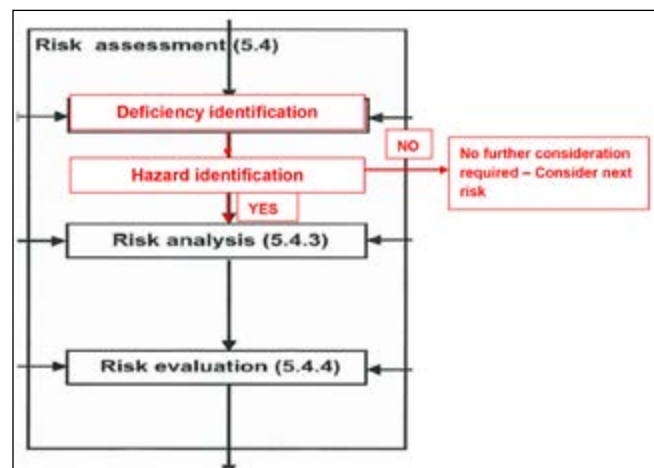 Risk assessment (5.4)
Deficiency identification
NO
No further consideration
required – Consider next
risk
Hazard identification
YES
Risk analysis (5.4.3)
Risk evaluation (5.4.4)